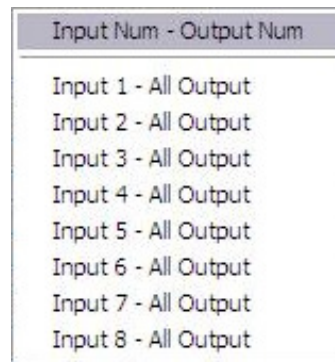 Input Num - Output Num
Input 1 - All Output
Input 2 - All Output
Input 3 - All Output
Input 4 - All Output
Input 5 - All Output
Input 6 - All Output
Input 7 - All Output
Input 8 - All Output